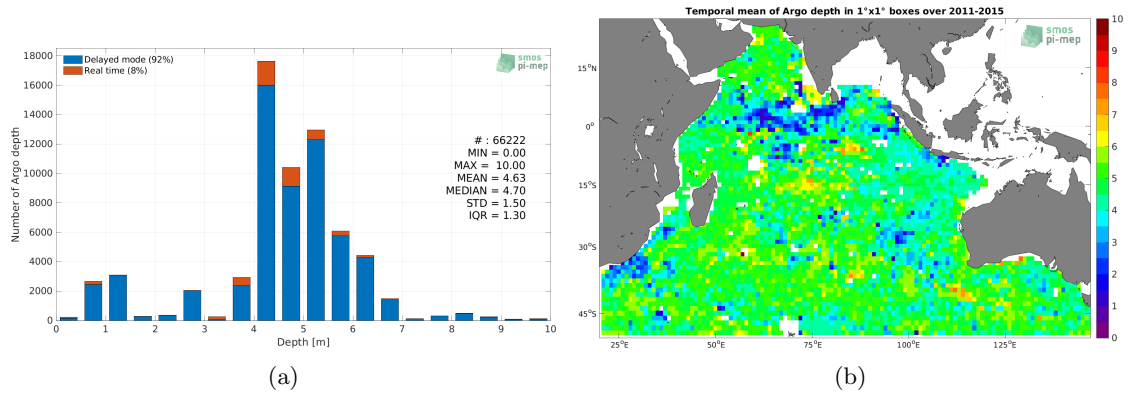 Number of Argo depth
18000
16000
14000
12000
10000
8000
6000
4000
2000
0
Delayed mode (92%)
Real time (8%)
smos
pi-mep
# : 66222
MIN = 0.00
MAX = 10.00
MEAN = 4.63
MEDIAN = 4.70
STD = 1.50
IQR = 1.30
0 1 2 3 4 5 6 7 8 9 10
Depth [m]
(a)
Temporal mean of Argo depth in 1°x1° boxes over 2011-2015
smos
pi-mep
15°N
0°
15°S
30°S
45°S
25°E 50°E 75°E 100°E 125°E
10
9
8
7
6
5
4
3
2
1
0
(b)